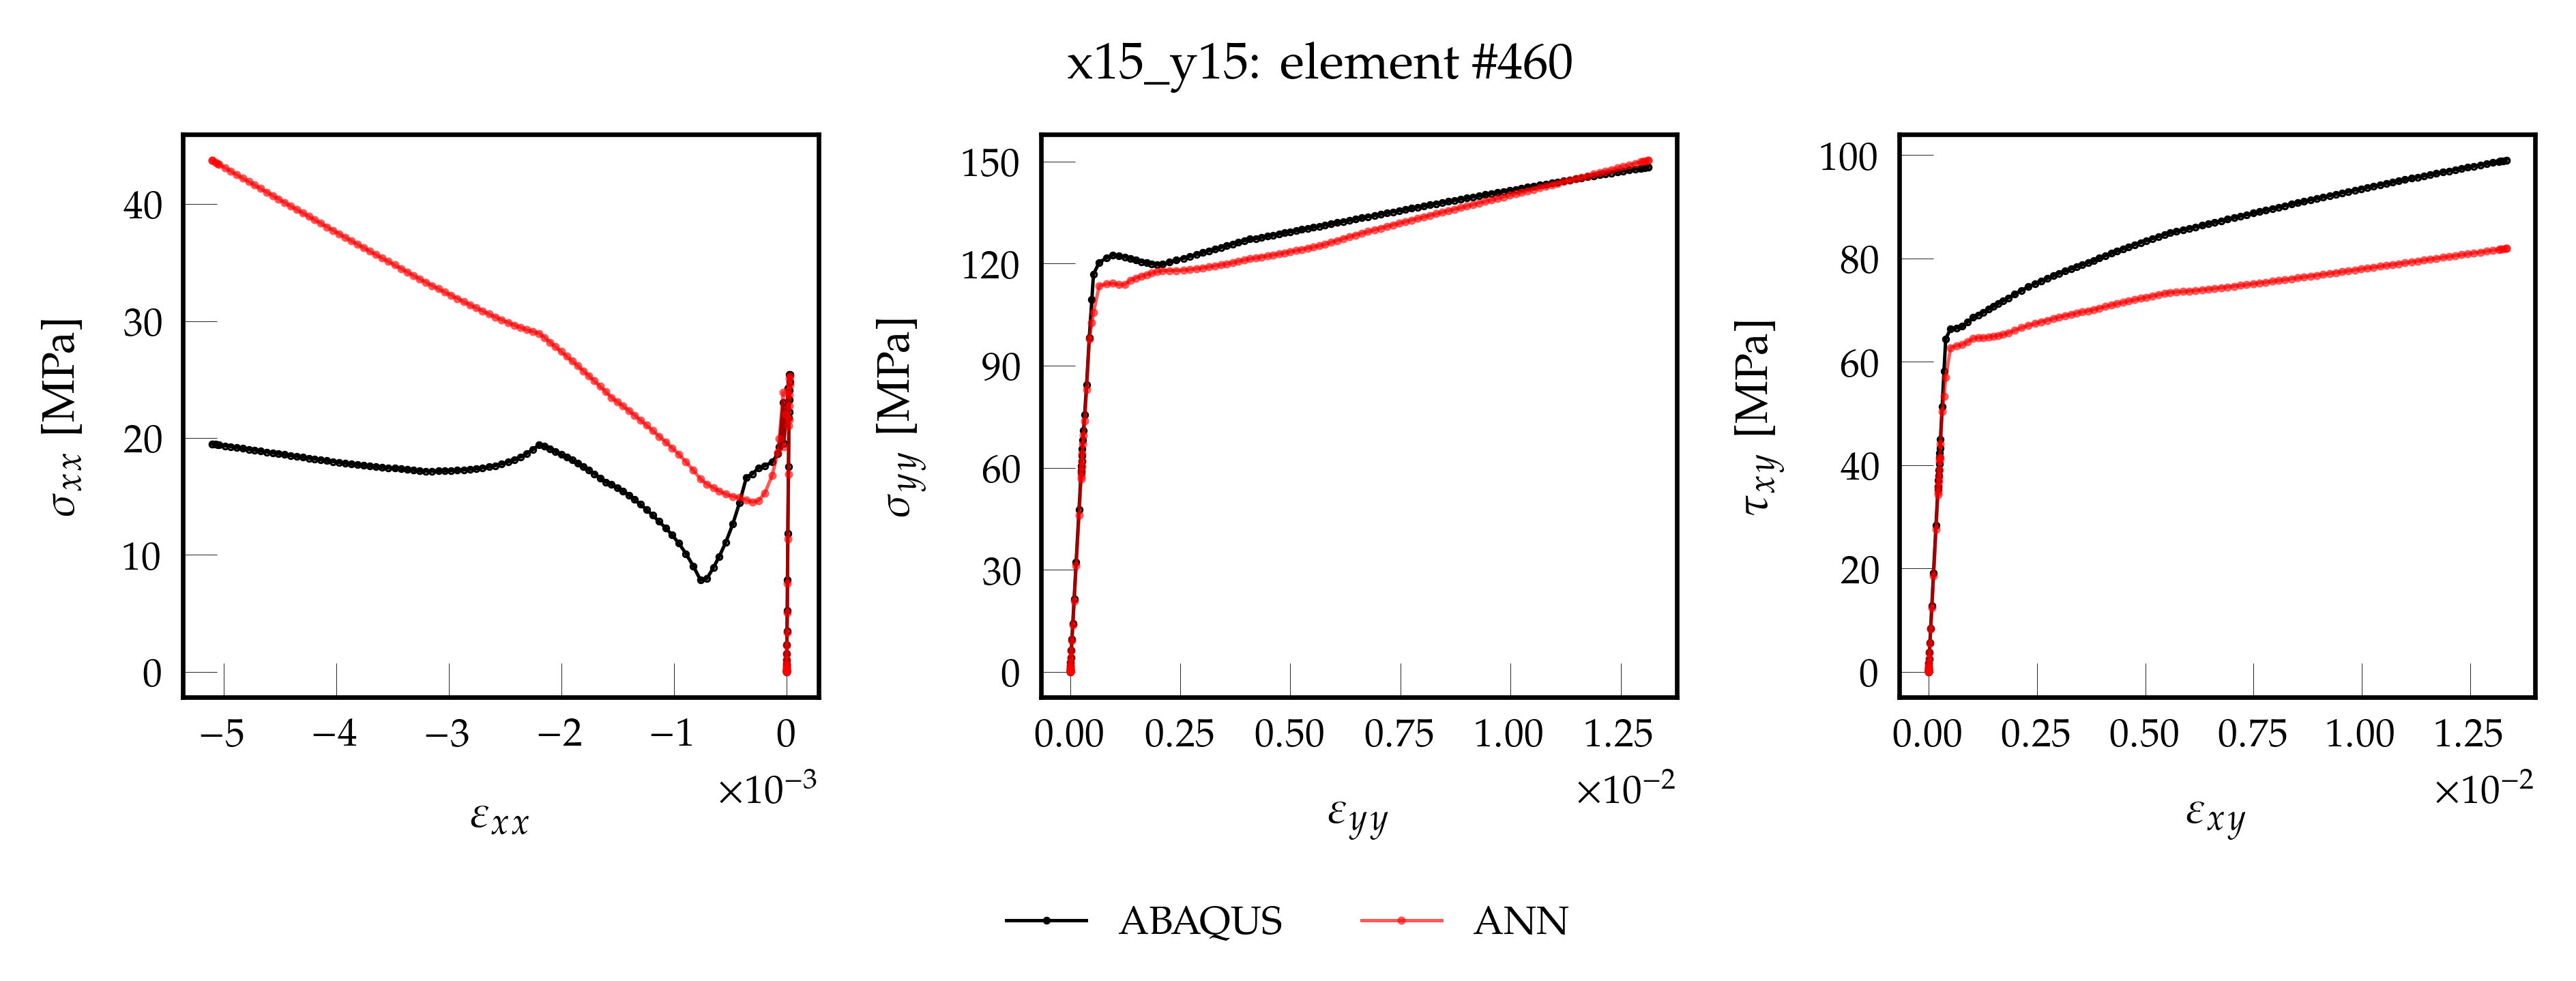 x15_y15: element #460
σxx [MPa]
40
30
20
10
0
−5 −4 −3 −2 −1 0
×10−3
εxx
σyy [MPa]
150
120
90
60
30
0
0.00 0.25 0.50 0.75 1.00 1.25
×10−2
εyy
τxy [MPa]
100
80
60
40
20
0
0.00 0.25 0.50 0.75 1.00 1.25
×10−2
εxy
ABAQUS ANN